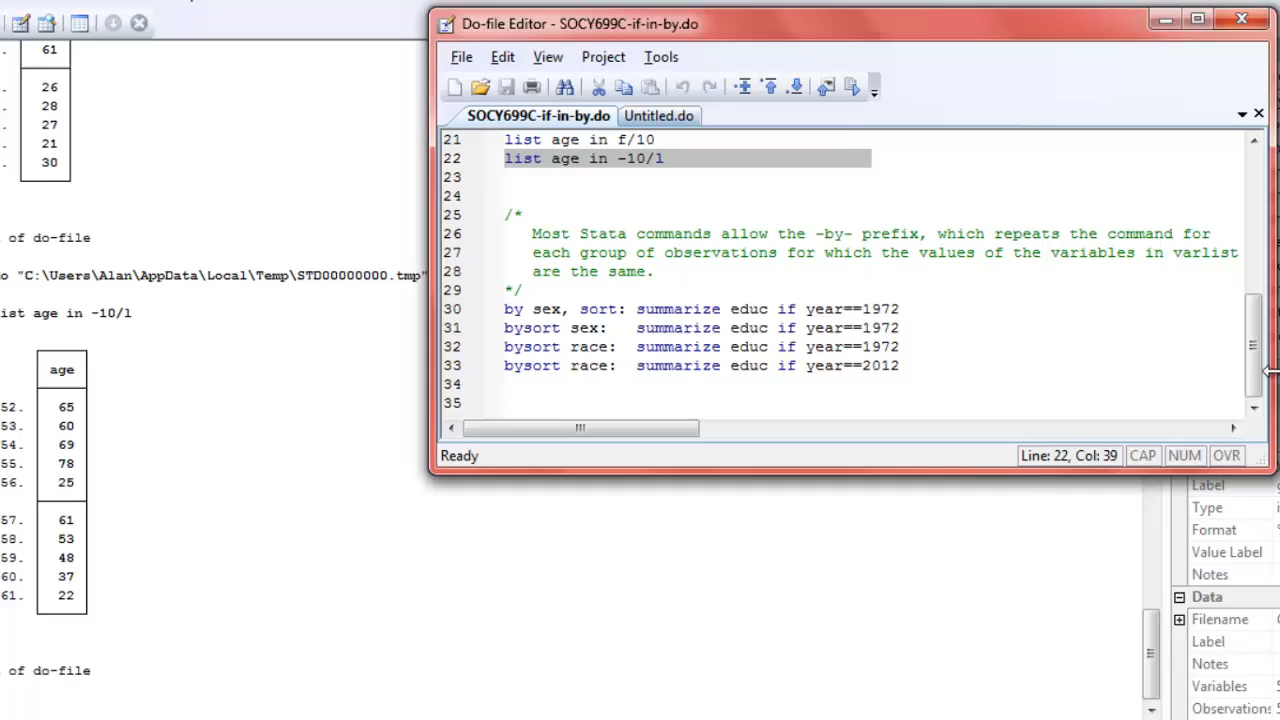 Do-file Editor - SOCY699C-if-in-by.do
File Edit View Project Tools
SOCY699C-if-in-by.do Untitled.do
21 list age in f/10
22 list age in -10/l
23
24
25 /*
26 Most Stata commands allow the -by- prefix, which repeats the command for
27 each group of observations for which the values of the variables in varlist
28 are the same.
29 */
30 by sex, sort: summarize educ if year==1972
31 bysort sex: summarize educ if year==1972
32 bysort race: summarize educ if year==1972
33 bysort race: summarize educ if year==2012
34
35
Ready Line: 22, Col: 39 CAP NUM OVR
. 61
. 26
. 28
. 27
. 21
. 30
of do-file
o "C:\Users\Alan\AppData\Local\Temp\STD00000000.tmp"
ist age in -10/l
age
52. 65
53. 60
54. 69
55. 78
56. 25
57. 61
58. 53
59. 48
60. 37
61. 22
of do-file
Label
Type
Format
Value Label
Notes
Data
Filename
Label
Notes
Variables
Observations